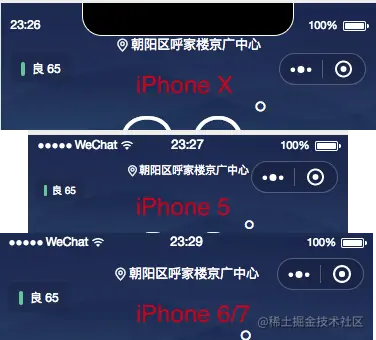 23:26
100%
朝阳区呼家楼京广中心
良 65
iPhone X
WeChat
23:27
100%
朝阳区呼家楼京广中心
良 65
iPhone 5
WeChat
23:29
100%
朝阳区呼家楼京广中心
良 65
iPhone 6/7
@稀土掘金技术社区